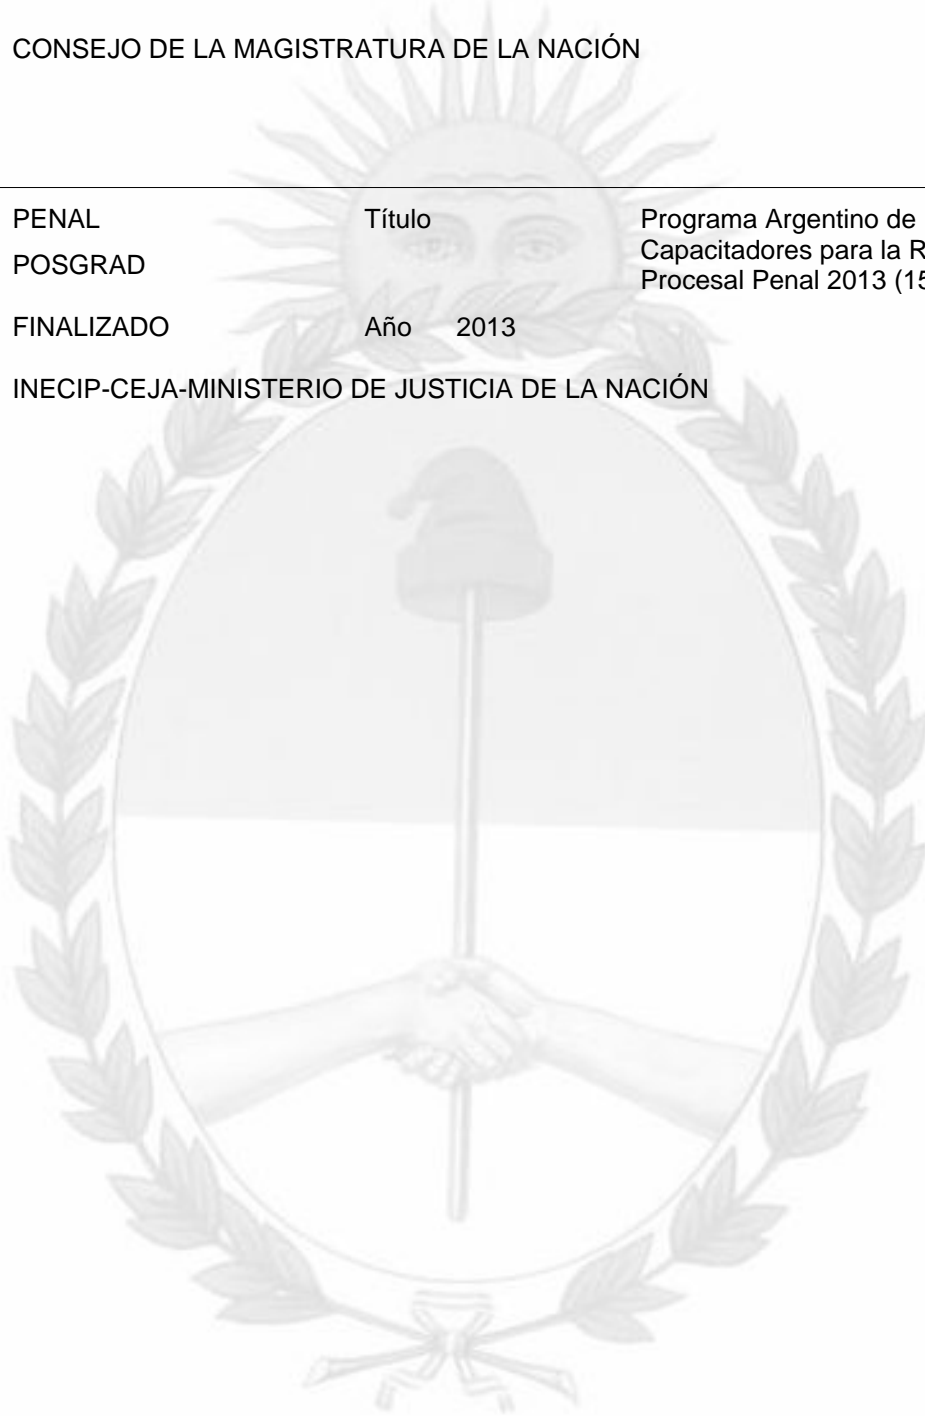 CONSEJO DE LA MAGISTRATURA DE LA NACIÓN
PENAL Título Programa Argentino de
Capacitadores para la R
POSGRAD
Procesal Penal 2013 (15
FINALIZADO Año 2013
INECIP-CEJA-MINISTERIO DE JUSTICIA DE LA NACIÓN